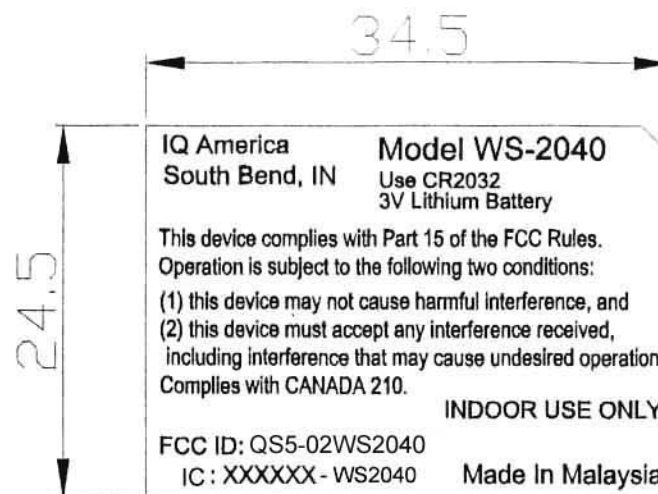 34.5
24.5
IQ America
South Bend, IN
Model WS-2040
Use CR2032
3V Lithium Battery
This device complies with Part 15 of the FCC Rules.
Operation is subject to the following two conditions:
(1) this device may not cause harmful interference, and
(2) this device must accept any interference received,
including interference that may cause undesired operation
Complies with CANADA 210.
INDOOR USE ONLY
FCC ID: QS5-02WS2040
IC: XXXXXX-WS2040
Made In Malaysia